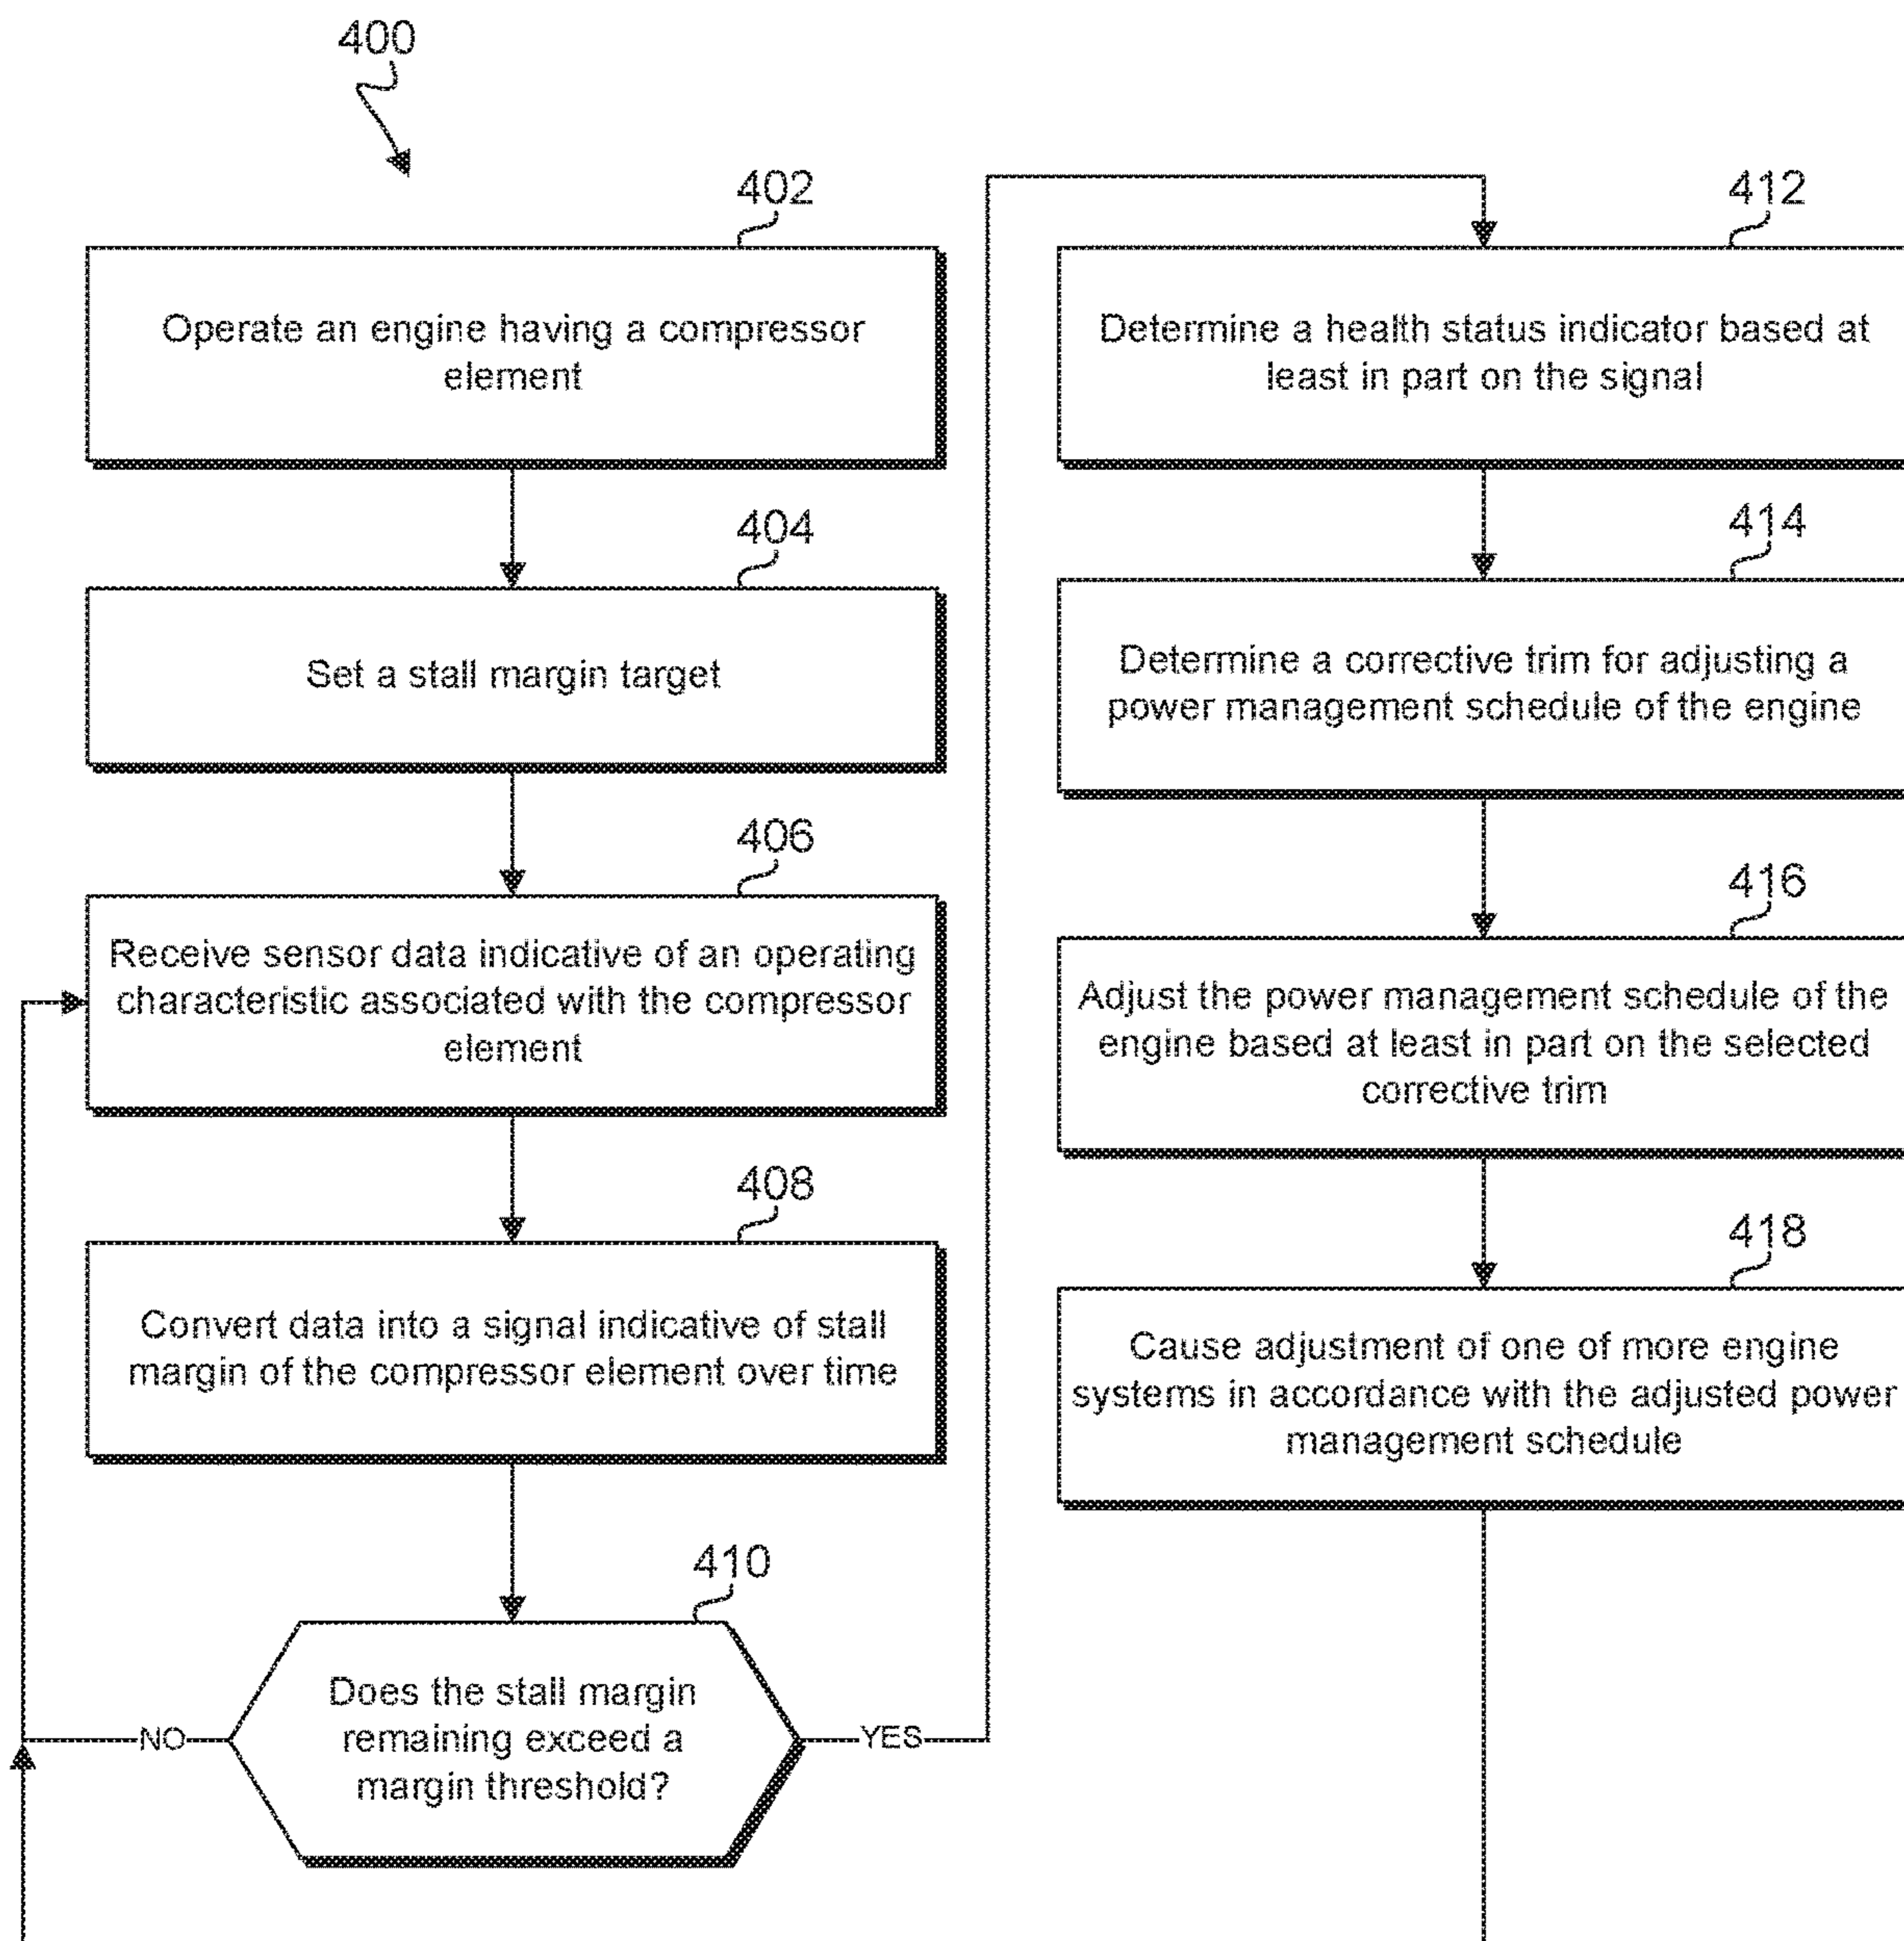 400
402
Operate an engine having a compressor
element
404
Set a stall margin target
406
Receive sensor data indicative of an operating
characteristic associated with the compressor
element
408
Convert data into a signal indicative of stall
margin of the compressor element over time
410
Does the stall margin
remaining exceed a
margin threshold?
NO
YES
412
Determine a health status indicator based at
least in part on the signal
414
Determine a corrective trim for adjusting a
power management schedule of the engine
416
Adjust the power management schedule of the
engine based at least in part on the selected
corrective trim
418
Cause adjustment of one of more engine
systems in accordance with the adjusted power
management schedule